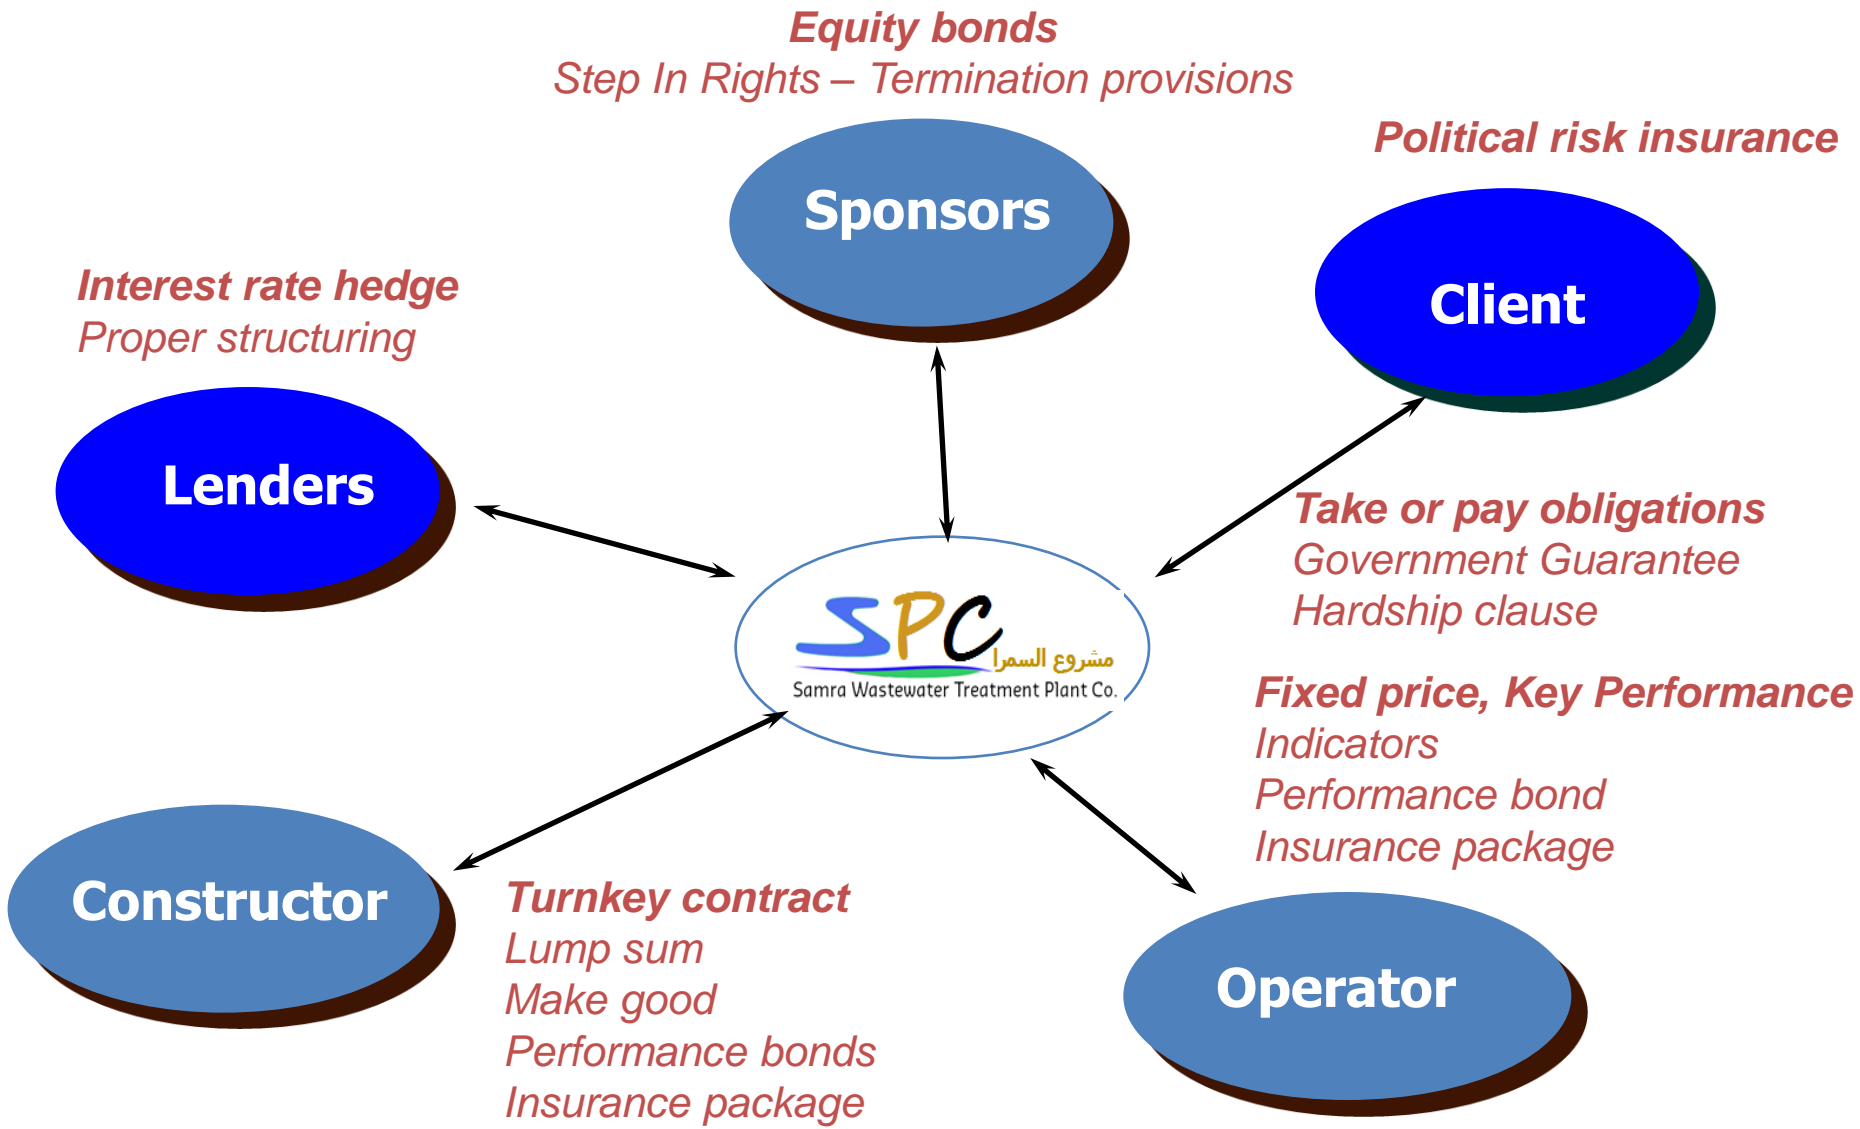 Equity bonds
Step In Rights – Termination provisions
Political risk insurance
Sponsors
Client
Interest rate hedge
Proper structuring
Lenders
Take or pay obligations
Government Guarantee
Hardship clause
SPC
مشروع السمرا
Samra Wastewater Treatment Plant Co.
Fixed price, Key Performance
Indicators
Performance bond
Insurance package
Constructor
Turnkey contract
Lump sum
Make good
Performance bonds
Insurance package
Operator